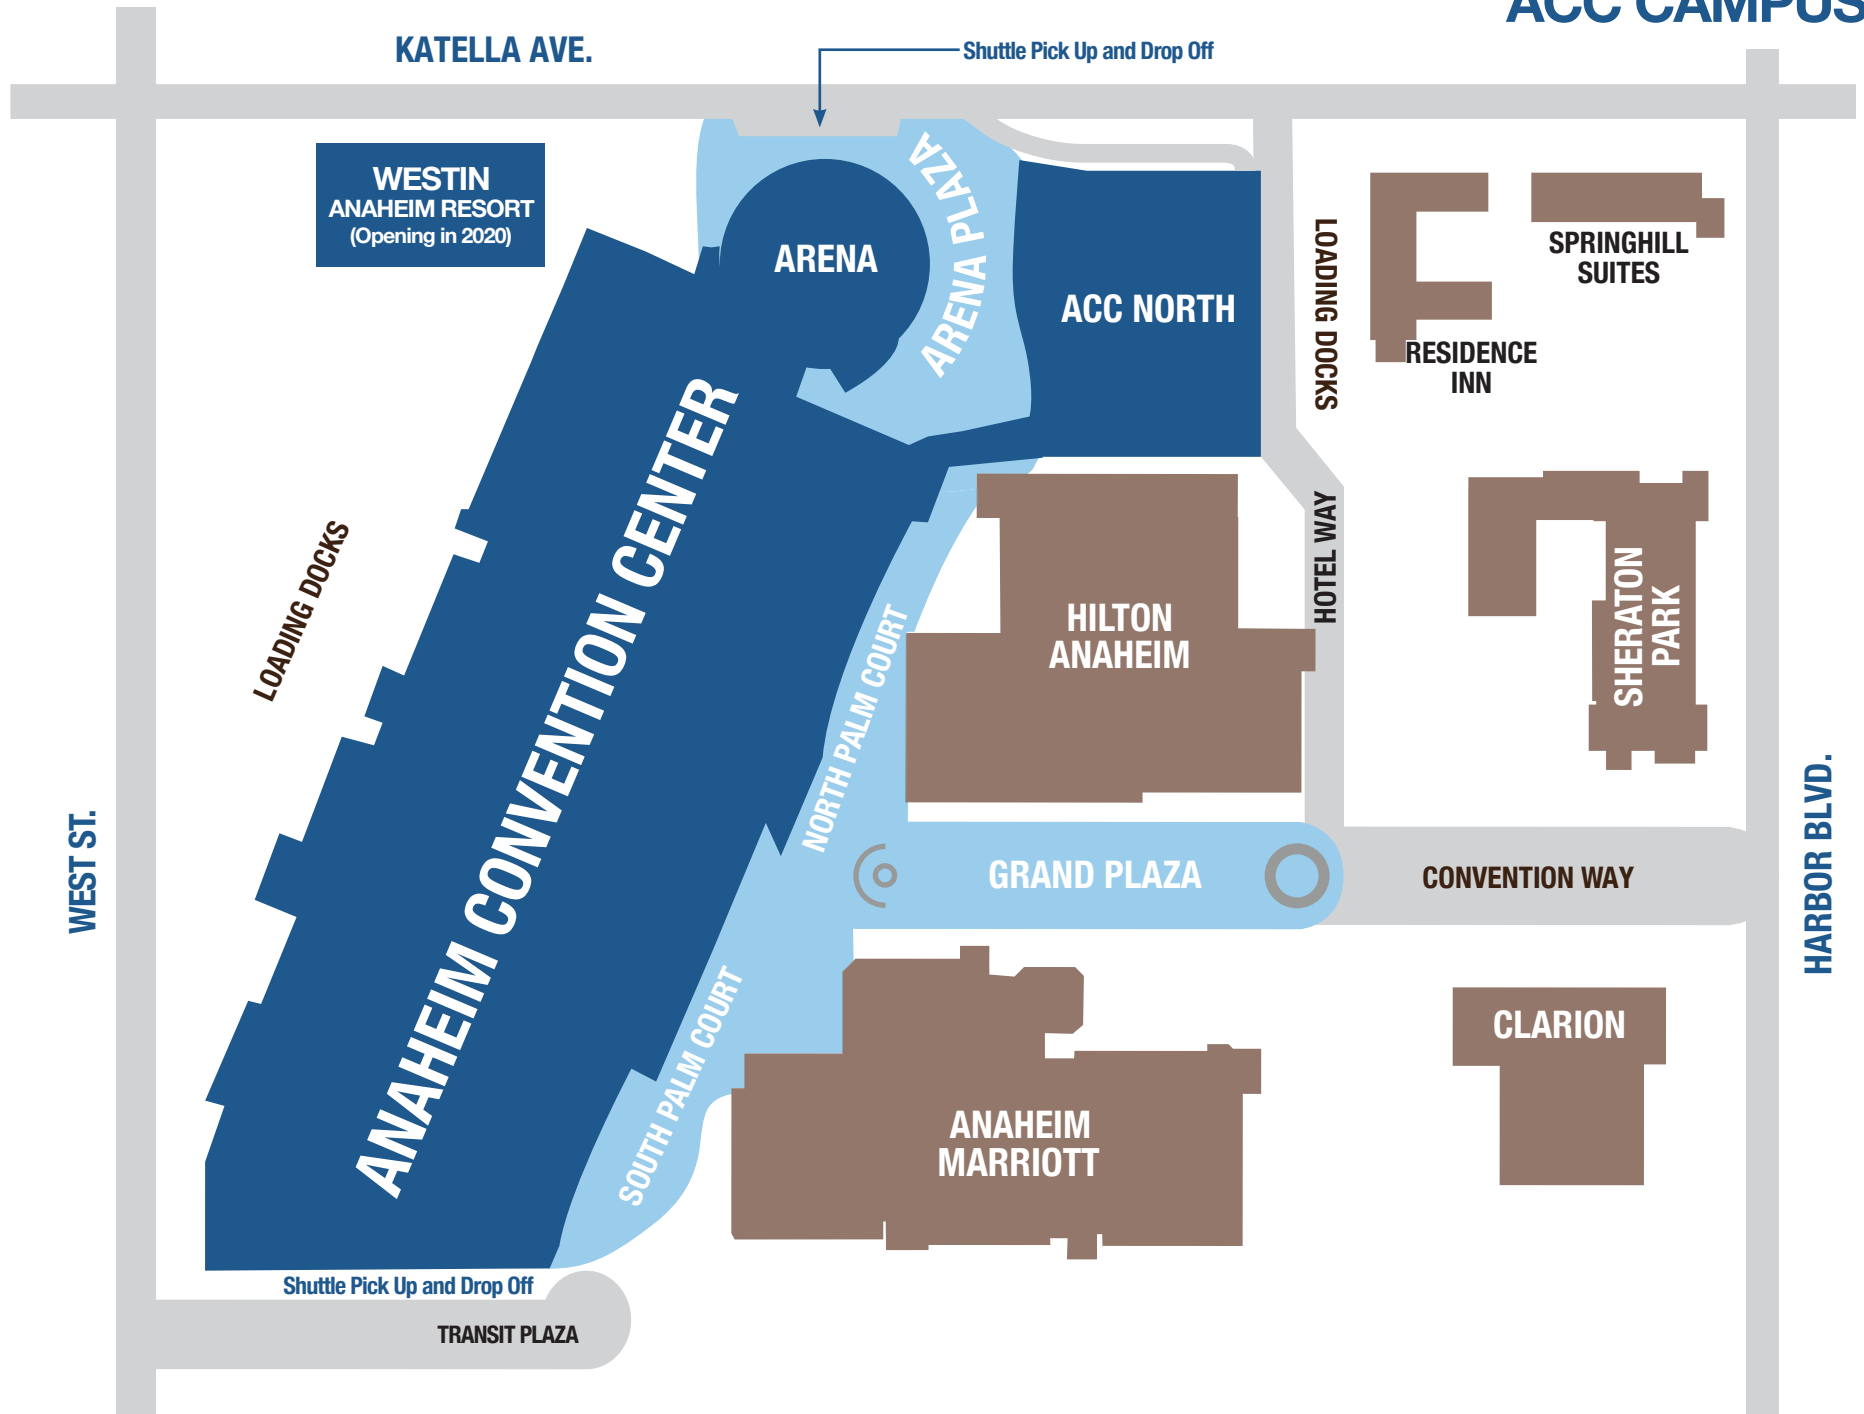 ACC CAMPUS
KATELLA AVE.
Shuttle Pick Up and Drop Off
WESTIN
ANAHEIM RESORT
(Opening in 2020)
ARENA
ARENA PLAZA
ACC NORTH
LOADING DOCKS
SPRINGHILL
SUITES
RESIDENCE
INN
ANAHEIM CONVENTION CENTER
LOADING DOCKS
HOTEL WAY
HILTON
ANAHEIM
SHERATON
PARK
NORTH PALM COURT
WEST ST.
GRAND PLAZA
CONVENTION WAY
HARBOR BLVD.
SOUTH PALM COURT
CLARION
ANAHEIM
MARRIOTT
Shuttle Pick Up and Drop Off
TRANSIT PLAZA